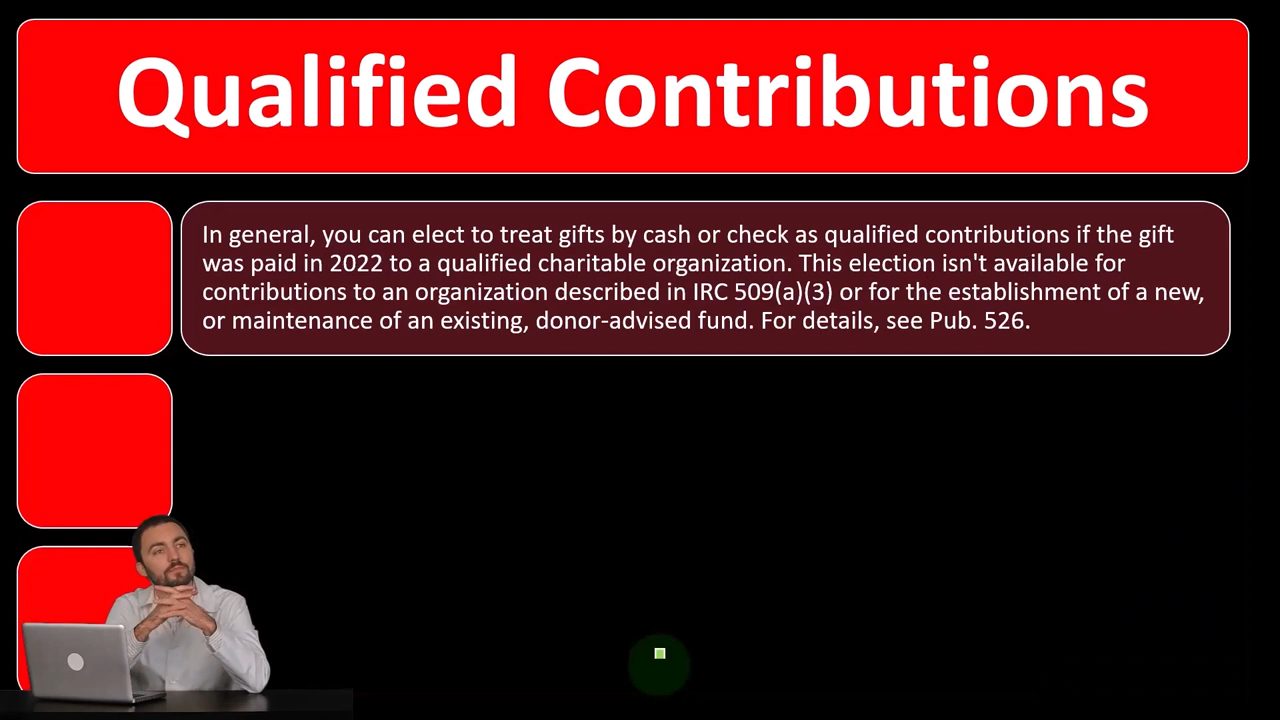 Qualified Contributions
In general, you can elect to treat gifts by cash or check as qualified contributions if the gift
was paid in 2022 to a qualified charitable organization. This election isn't available for
contributions to an organization described in IRC 509(a)(3) or for the establishment of a new,
or maintenance of an existing, donor-advised fund. For details, see Pub. 526.